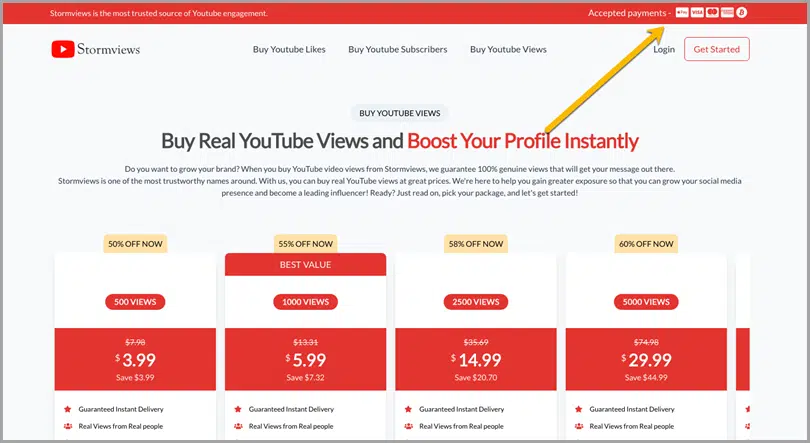 Stormviews is the most trusted source of Youtube engagement.
Accepted payments -
Pay VISA
Stormviews
Buy Youtube Likes
Buy Youtube Subscribers
Buy Youtube Views
Login
Get Started
BUY YOUTUBE VIEWS
Buy Real YouTube Views and Boost Your Profile Instantly
Do you want to grow your brand? When you buy YouTube video views from Stormviews, we guarantee 100% genuine views that will get your message out there.
Stormviews is one of the most trustworthy names around. With us, you can buy real YouTube views at great prices. We're here to help you gain greater exposure so that you can grow your social media
presence and become a leading influencer! Ready? Just read on, pick your package, and let's get started!
50% OFF NOW
500 VIEWS
$7.98
$3.99
Save $3.99
Guaranteed Instant Delivery
Real Views from Real people
55% OFF NOW
BEST VALUE
1000 VIEWS
$13.31
$5.99
Save $7.32
Guaranteed Instant Delivery
Real Views from Real people
58% OFF NOW
2500 VIEWS
$35.69
$14.99
Save $20.70
Guaranteed Instant Delivery
Real Views from Real people
60% OFF NOW
5000 VIEWS
$74.98
$29.99
Save $44.99
Guaranteed Instant Delivery
Real Views from Real people